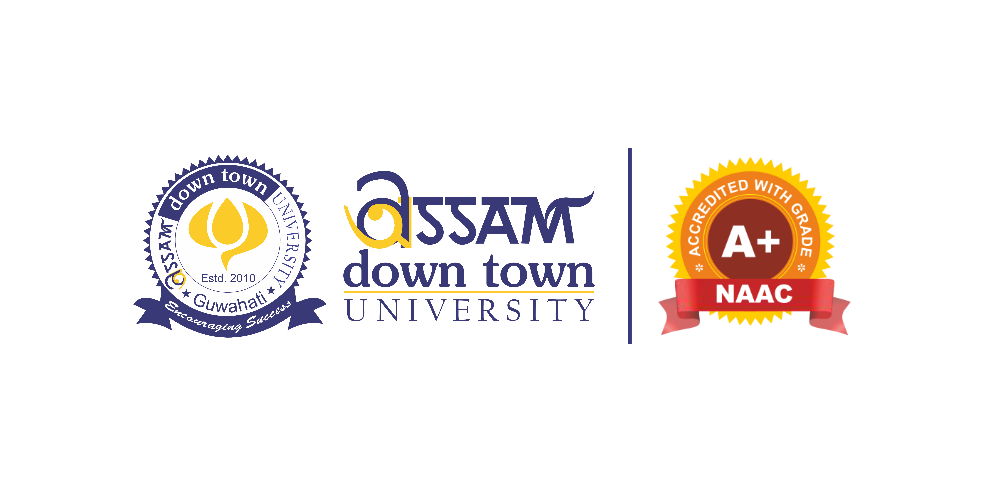 ASSAM down town UNIVERSITY
Estd. 2010
Guwahati
Encouraging Success
ASSAM
down town
UNIVERSITY
ACCREDITED WITH GRADE
A+
NAAC